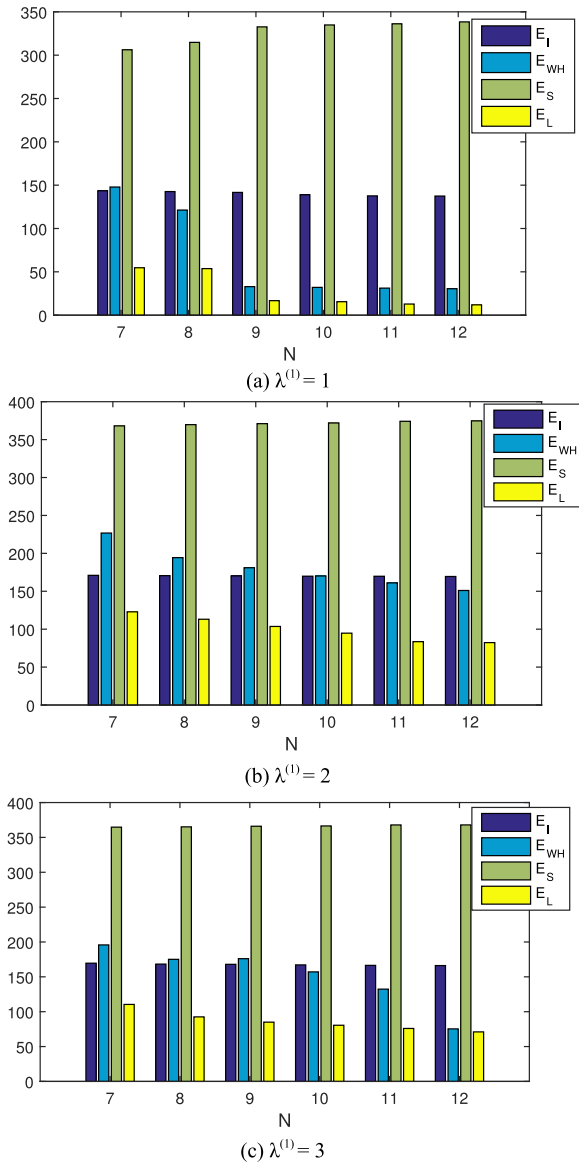 350
300
250
200
150
100
50
0
E_I
E_WH
E_S
E_L
7 8 9 10 11 12
N
(a) λ^(1) = 1
400
350
300
250
200
150
100
50
0
E_I
E_WH
E_S
E_L
7 8 9 10 11 12
N
(b) λ^(1) = 2
400
350
300
250
200
150
100
50
0
E_I
E_WH
E_S
E_L
7 8 9 10 11 12
N
(c) λ^(1) = 3